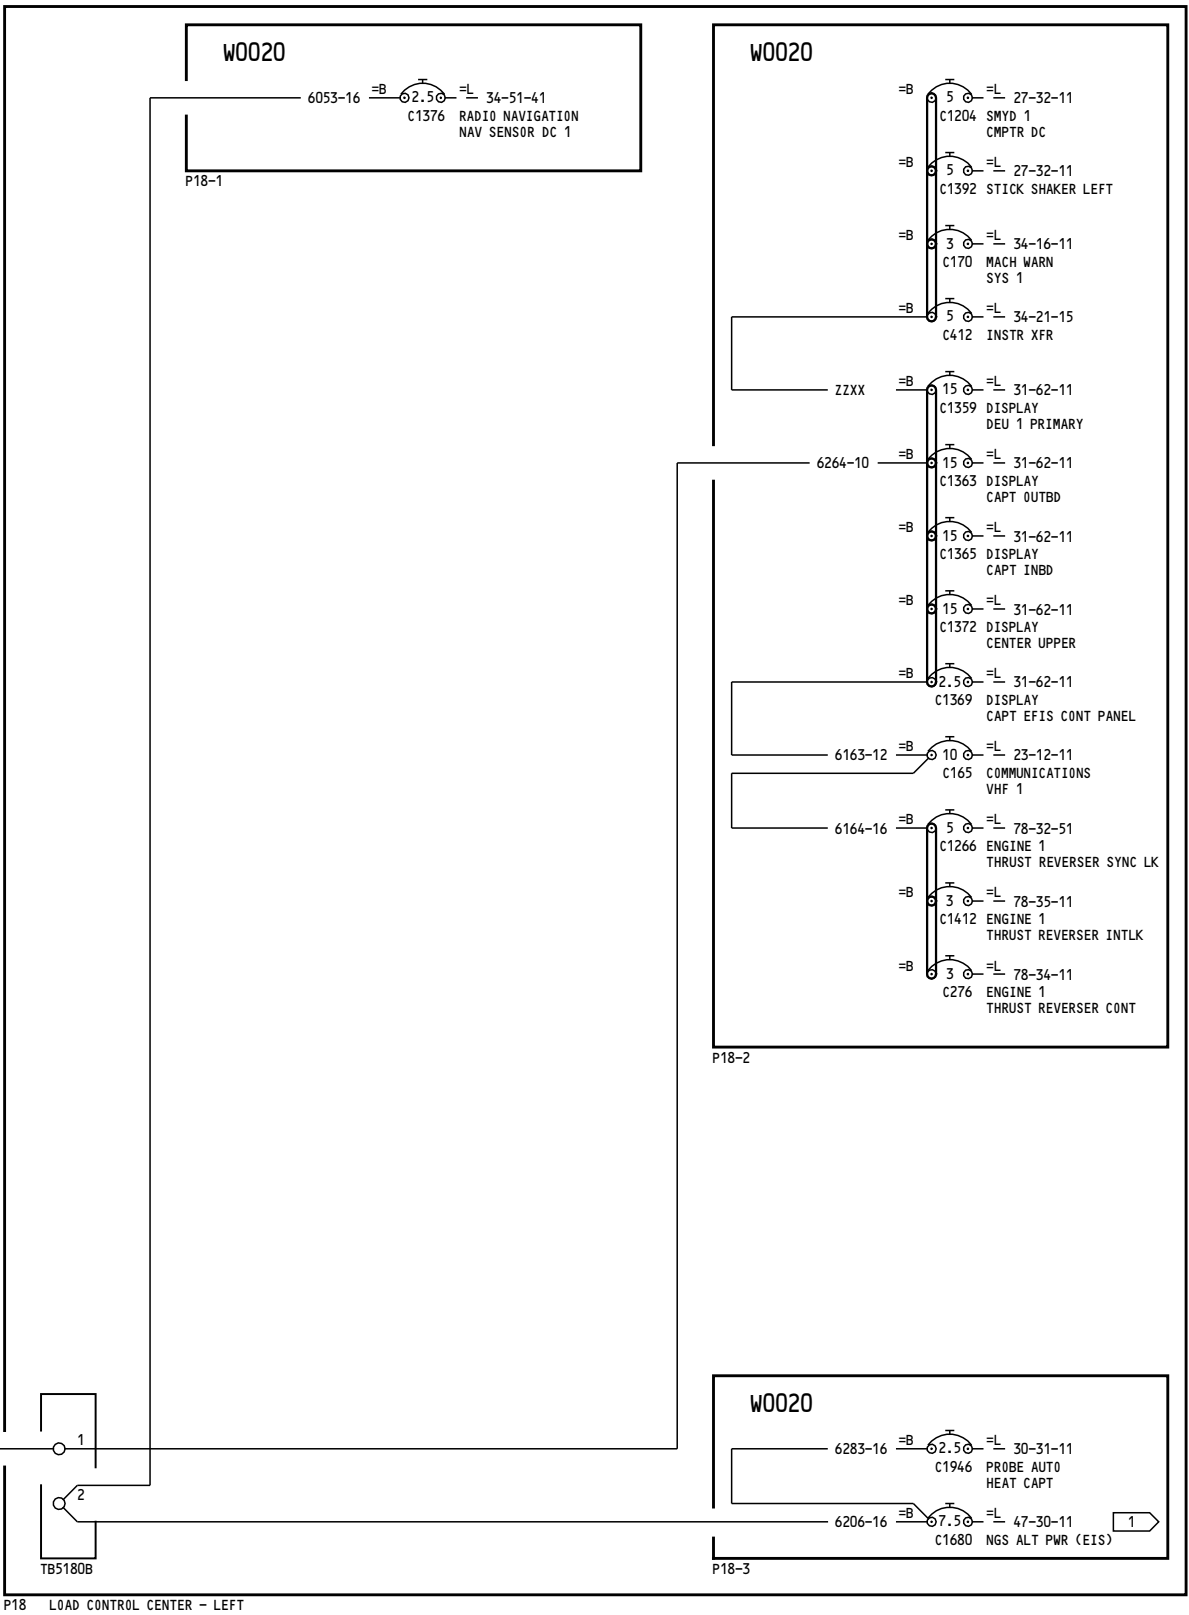 W0020
6053-16 =B 2.5 =L 34-51-41
C1376 RADIO NAVIGATION
NAV SENSOR DC 1
P18-1
W0020
=B 5 =L 27-32-11
C1204 SMYD 1
CMPTR DC
=B 5 =L 27-32-11
C1392 STICK SHAKER LEFT
=B 3 =L 34-16-11
C170 MACH WARN
SYS 1
=B 5 =L 34-21-15
C412 INSTR XFR
ZZXX =B 15 =L 31-62-11
C1359 DISPLAY
DEU 1 PRIMARY
6264-10 =B 15 =L 31-62-11
C1363 DISPLAY
CAPT OUTBD
=B 15 =L 31-62-11
C1365 DISPLAY
CAPT INBD
=B 15 =L 31-62-11
C1372 DISPLAY
CENTER UPPER
=B 2.5 =L 31-62-11
C1369 DISPLAY
CAPT EFIS CONT PANEL
6163-12 =B 10 =L 23-12-11
C165 COMMUNICATIONS
VHF 1
6164-16 =B 5 =L 78-32-51
C1266 ENGINE 1
THRUST REVERSER SYNC LK
=B 3 =L 78-35-11
C1412 ENGINE 1
THRUST REVERSER INTLK
=B 3 =L 78-34-11
C276 ENGINE 1
THRUST REVERSER CONT
P18-2
1
2
TB5180B
W0020
6283-16 =B 2.5 =L 30-31-11
C1946 PROBE AUTO
HEAT CAPT
6206-16 =B 7.5 =L 47-30-11 1
C1680 NGS ALT PWR (EIS)
P18-3
P18 LOAD CONTROL CENTER - LEFT